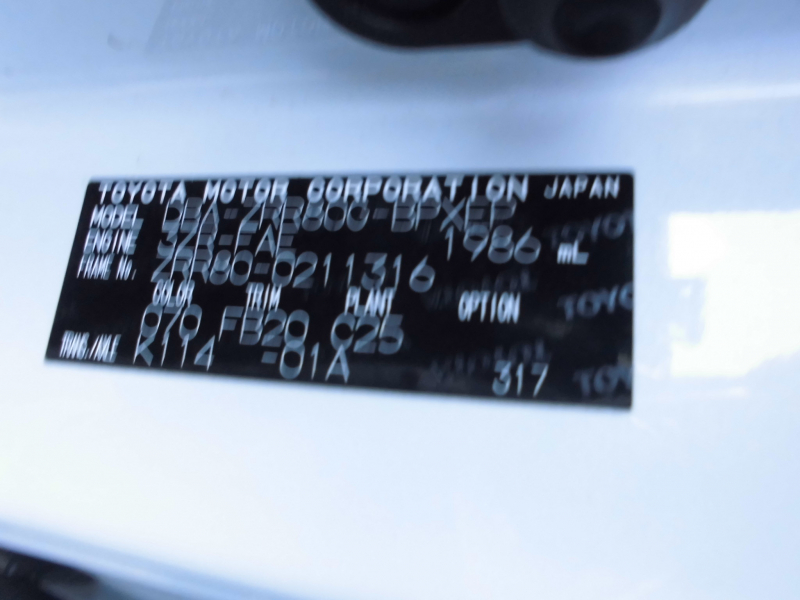 TOYOTA MOTOR CORPORATION JAPAN
MODEL DBA-ZRR80G-BPXEP
ENGINE 3ZR-FAE 1986 mL
FRAME No. ZRR80-0211316
COLOR TRIM PLANT OPTION
070 FB20 C25
TRANS./AXLE K114 -01A 317